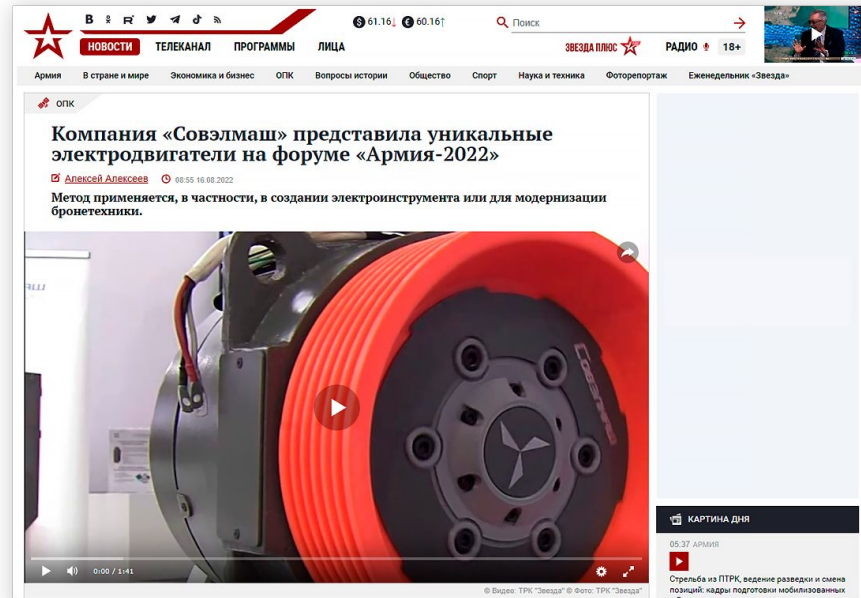 В
$ 61.16↓ € 60.16↑
Поиск
НОВОСТИ ТЕЛЕКАНАЛ ПРОГРАММЫ ЛИЦА
ЗВЕЗДА ПЛЮС РАДИО 18+
Армия В стране и мире Экономика и бизнес ОПК Вопросы истории Общество Спорт Наука и техника Фоторепортаж Еженедельник «Звезда»
ОПК
Компания «Совэлмаш» представила уникальные
электродвигатели на форуме «Армия-2022»
Алексей Алексеев 08:55 16.08.2022
Метод применяется, в частности, в создании электроинструмента или для модернизации
бронетехники.
0:00 / 1:41
© Видео: ТРК "Звезда" © Фото: ТРК "Звезда"
КАРТИНА ДНЯ
05:37 АРМИЯ
Стрельба из ПТРК, ведение разведки и смена
позиций: кадры подготовки мобилизованных